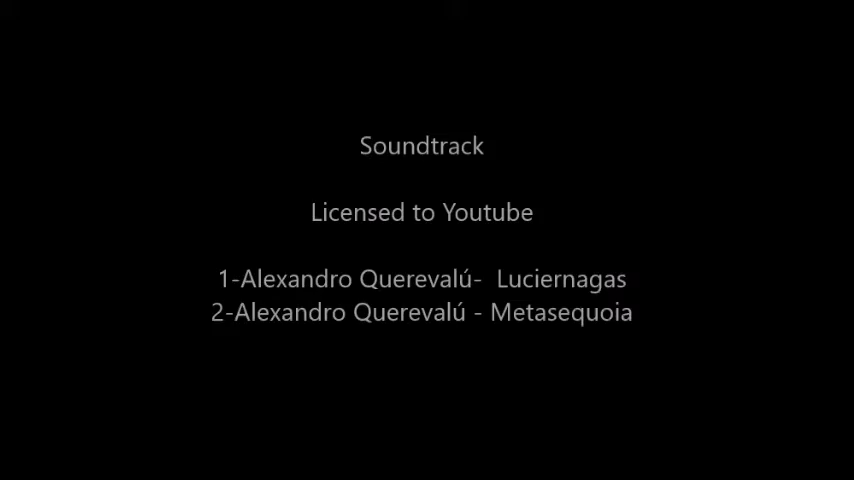 Soundtrack
Licensed to Youtube
1-Alexandro Querevalú-  Luciernagas
2-Alexandro Querevalú - Metasequoia